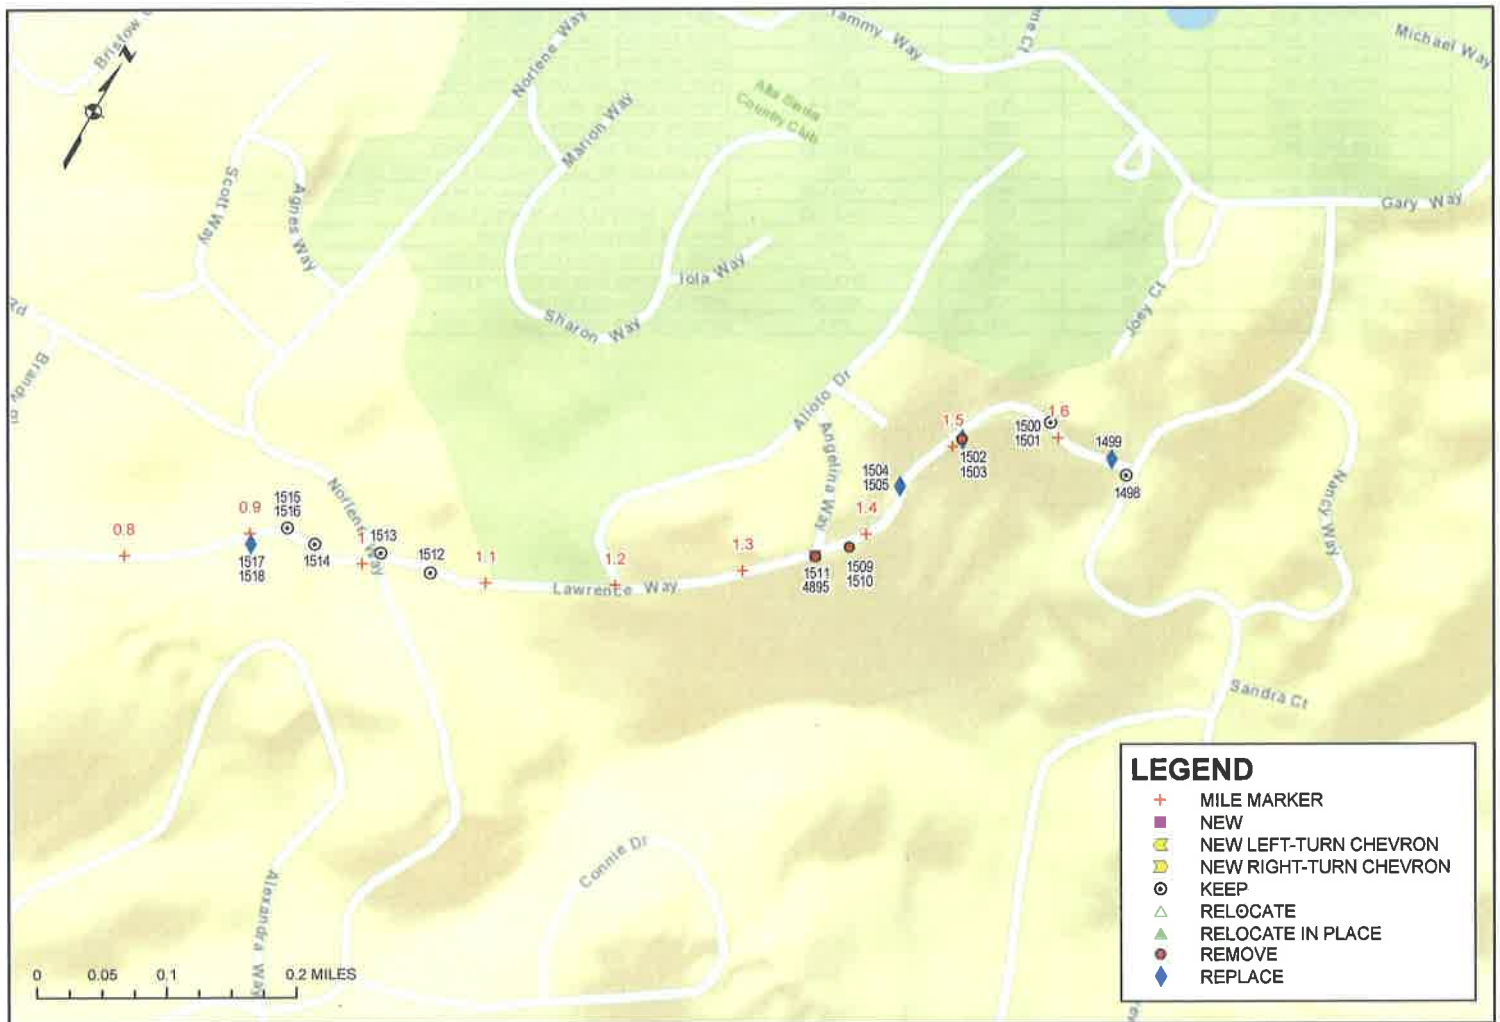 Bristow
Z
Norlene Way
Tammy Way
Michael Way
Alta Sierra
Country Club
Marion Way
Scott Way
Agnes Way
Gary Way
Iola Way
Rd
Sharon Way
Joey Ct
Brandy
Alioto Dr
Angelina Way
1.5
1.6
1500
1501
1502
1503
1499
1504
1505
1498
Nancy Way
Norlene Way
1515
1516
0.9
0.8
1517
1518
1514
1
1513
1512
1.1
1.2
1.3
1.4
1511
4895
1509
1510
Lawrence Way
Sandra Ct
Connie Dr
Alexandra Way
LEGEND
MILE MARKER
NEW
NEW LEFT-TURN CHEVRON
NEW RIGHT-TURN CHEVRON
KEEP
RELOCATE
RELOCATE IN PLACE
REMOVE
REPLACE
0 0.05 0.1 0.2 MILES